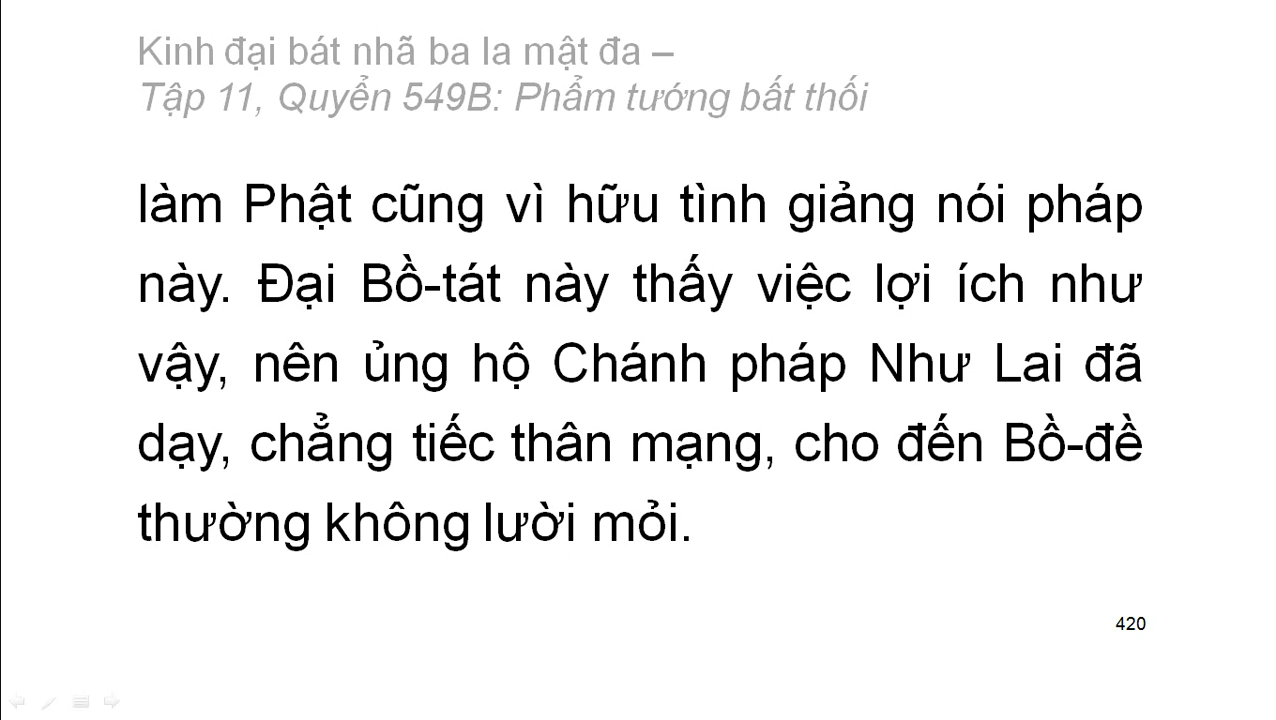 Kinh đại bát nhã ba la mật đa –
Tập 11, Quyển 549B: Phẩm tướng bất thối
làm Phật cũng vì hữu tình giảng nói pháp
này. Đại Bồ-tát này thấy việc lợi ích như
vậy, nên ủng hộ Chánh pháp Như Lai đã
dạy, chẳng tiếc thân mạng, cho đến Bồ-đề
thường không lười mỏi.
420